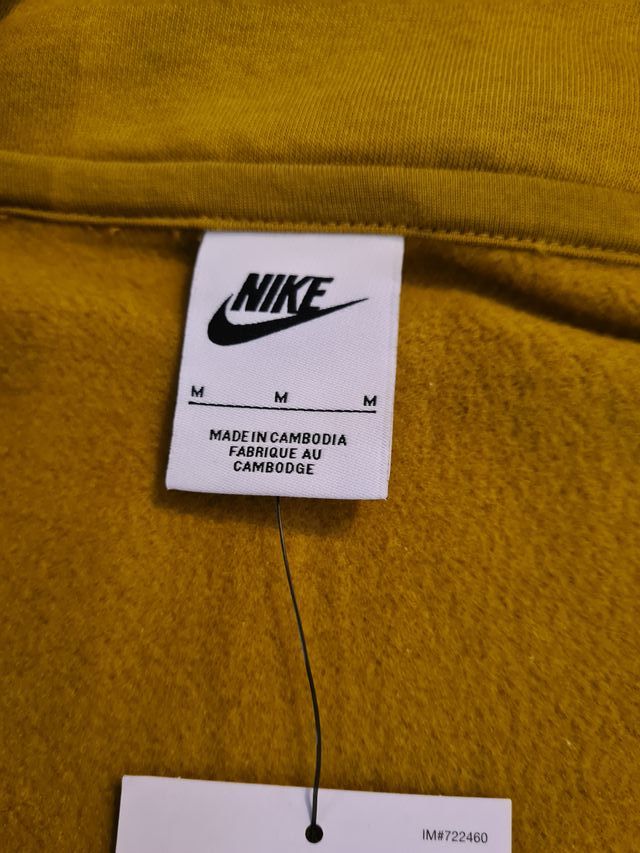 NIKE
M M M
MADE IN CAMBODIA
FABRIQUE AU
CAMBODGE
IM#722460